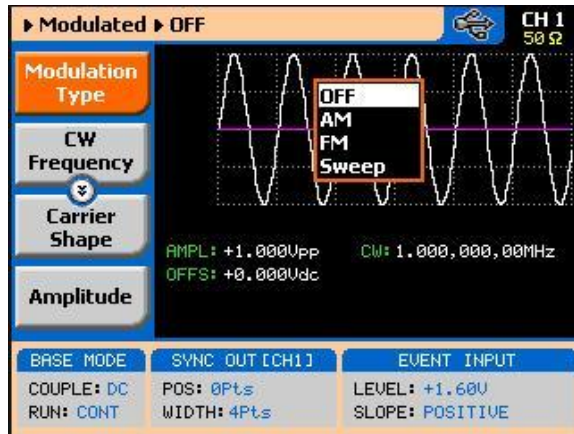 Modulated OFF
CH 1
50 Ω
Modulation
Type
OFF
AM
FM
Sweep
CW
Frequency
Carrier
Shape
Amplitude
AMPL: +1.000Vpp CW: 1.000,000,00MHz
OFFS: +0.000Vdc
BASE MODE
COUPLE: DC
RUN: CONT
SYNC OUT [CH1]
POS: 0Pts
WIDTH: 4Pts
EVENT INPUT
LEVEL: +1.60V
SLOPE: POSITIVE